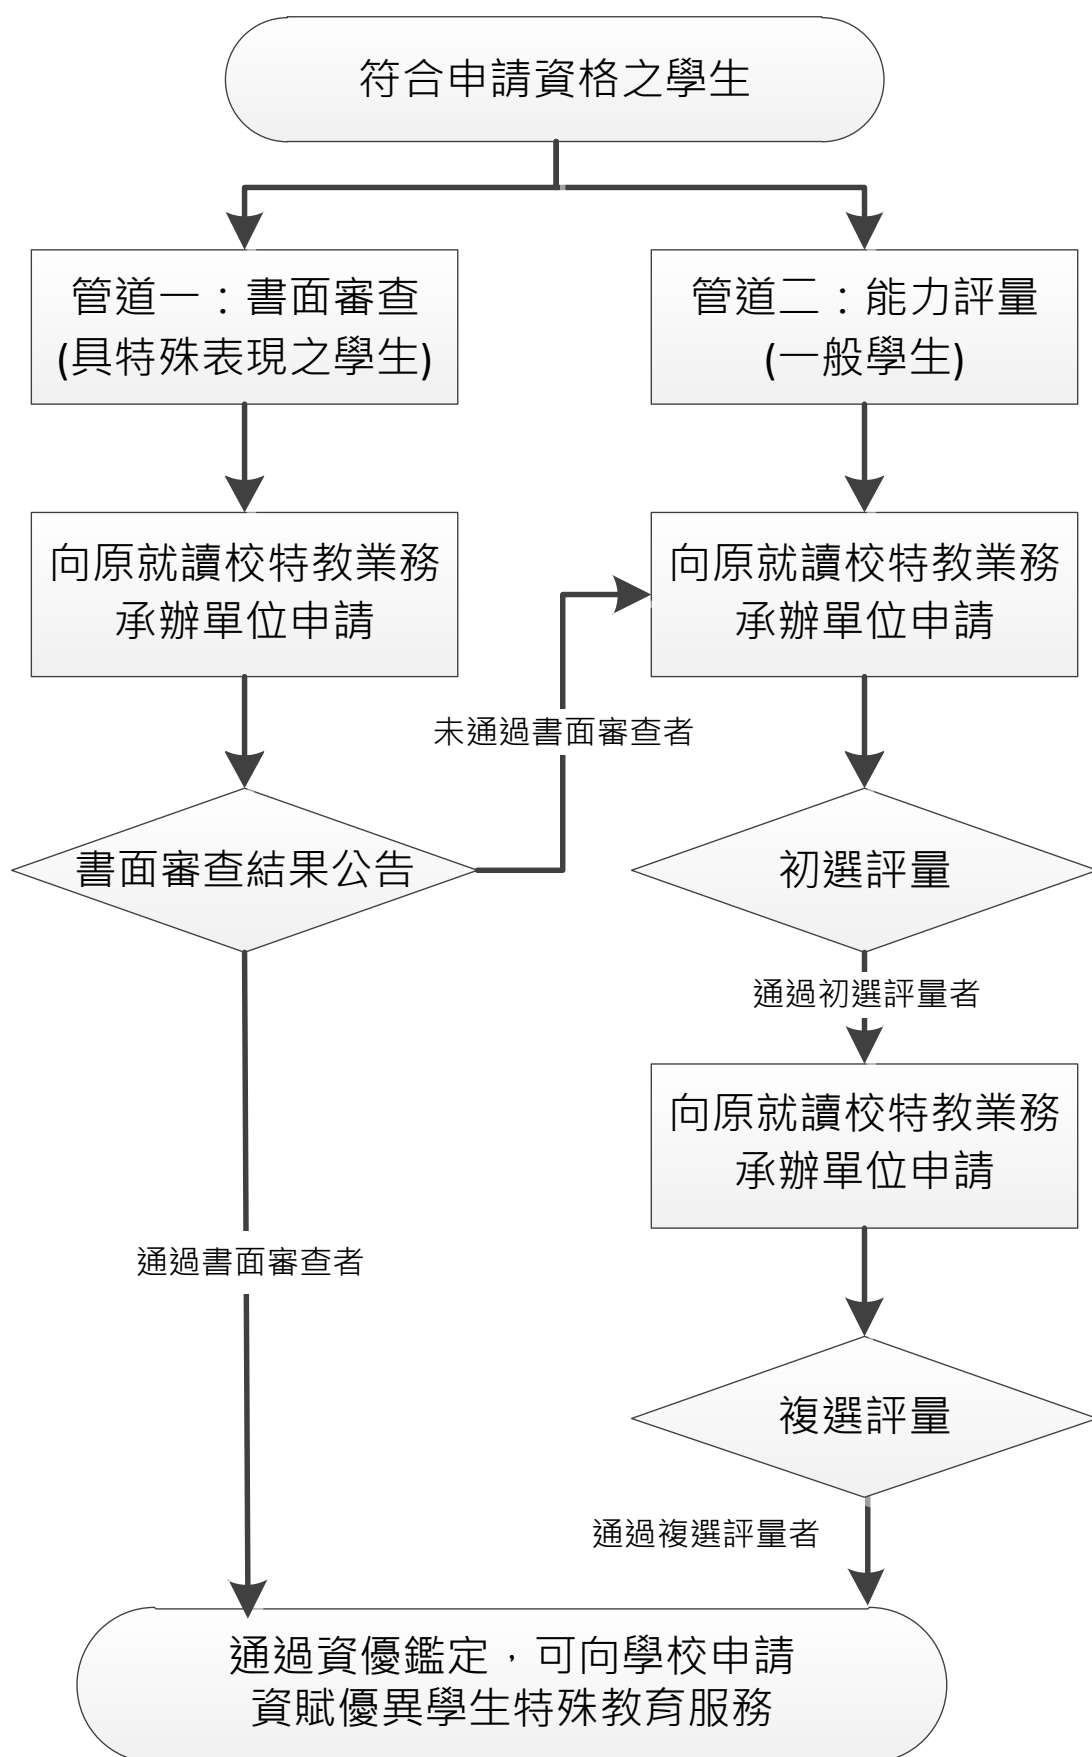 符合申請資格之學生
管道一：書面審查
(具特殊表現之學生)
管道二：能力評量
(一般學生)
向原就讀校特教業務
承辦單位申請
向原就讀校特教業務
承辦單位申請
未通過書面審查者
書面審查結果公告
初選評量
通過初選評量者
向原就讀校特教業務
承辦單位申請
通過書面審查者
複選評量
通過複選評量者
通過資優鑑定，可向學校申請
資賦優異學生特殊教育服務